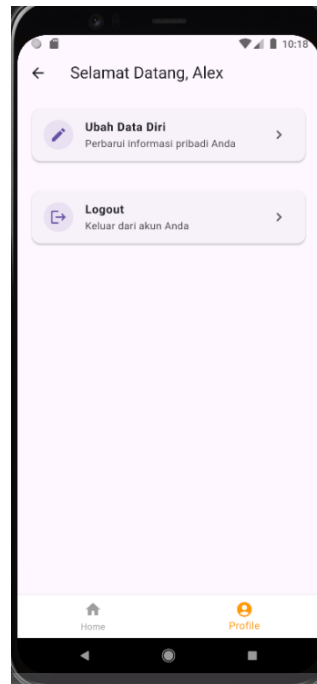 10:18
Selamat Datang, Alex
Ubah Data Diri
Perbarui informasi pribadi Anda
Logout
Keluar dari akun Anda
Home
Profile